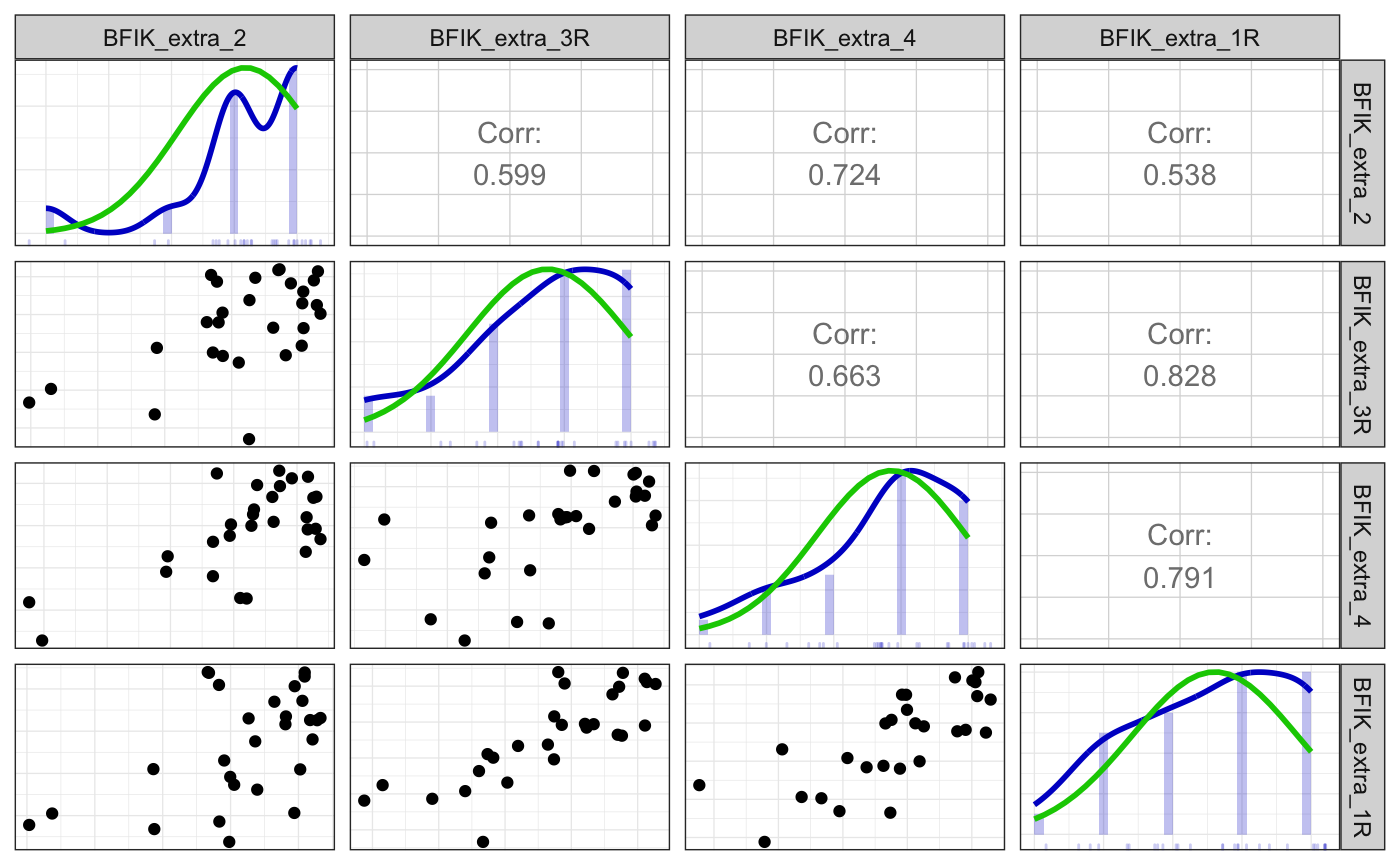 BFIK_extra_2
BFIK_extra_3R
BFIK_extra_4
BFIK_extra_1R
Corr:
0.599
Corr:
0.724
Corr:
0.538
BFIK_extra_2
Corr:
0.663
Corr:
0.828
BFIK_extra_3R
Corr:
0.791
BFIK_extra_4
BFIK_extra_1R